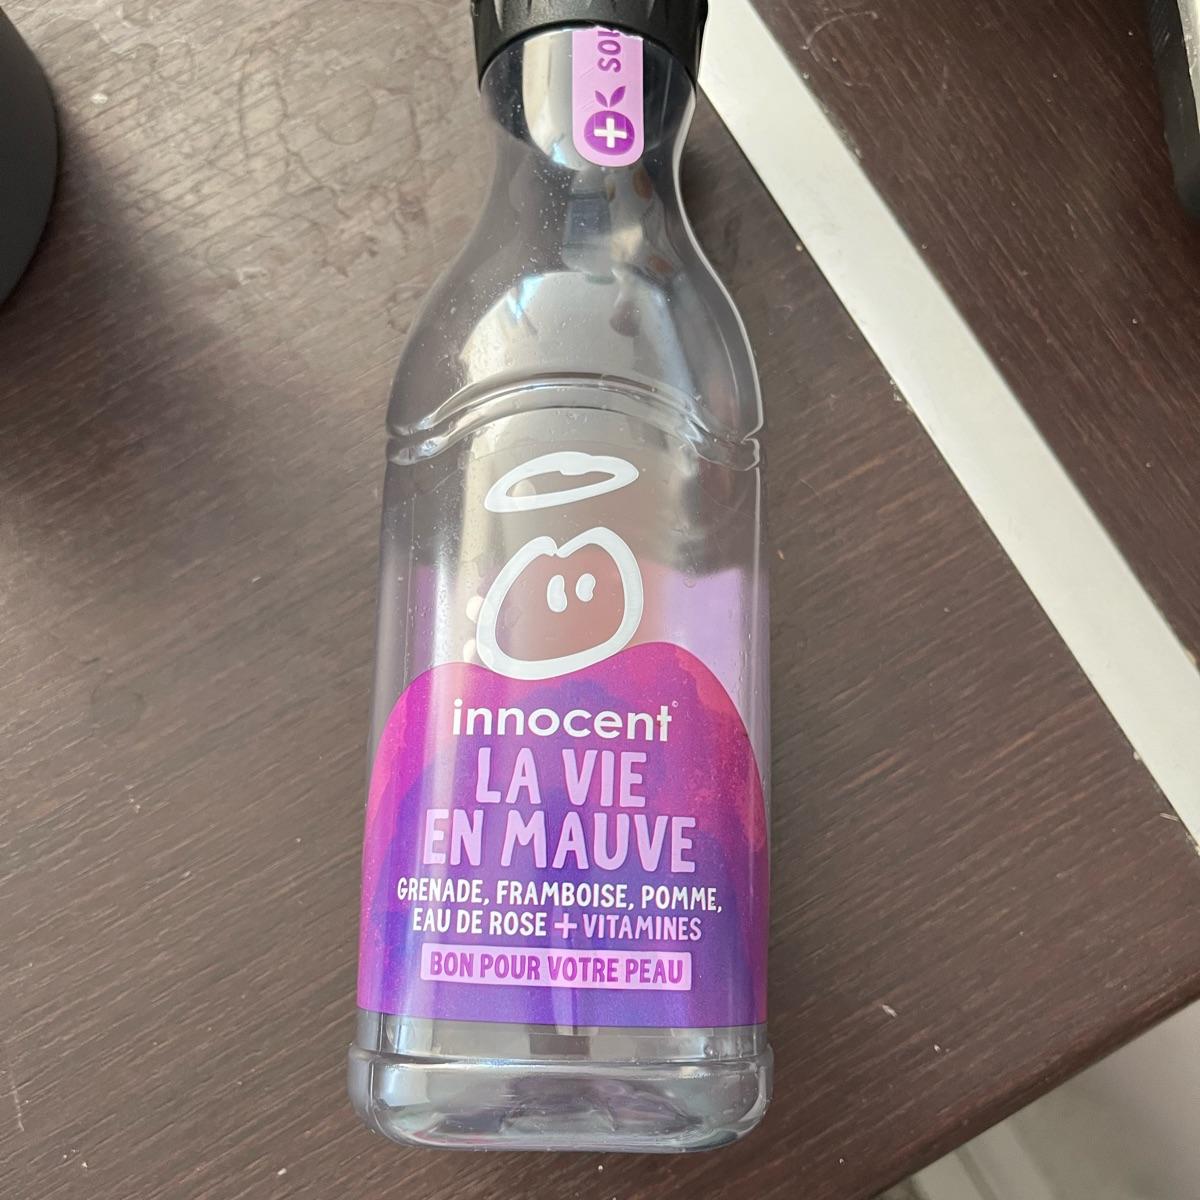 innocent
LA VIE
EN MAUVE
GRENADE, FRAMBOISE, POMME,
EAU DE ROSE + VITAMINES
BON POUR VOTRE PEAU